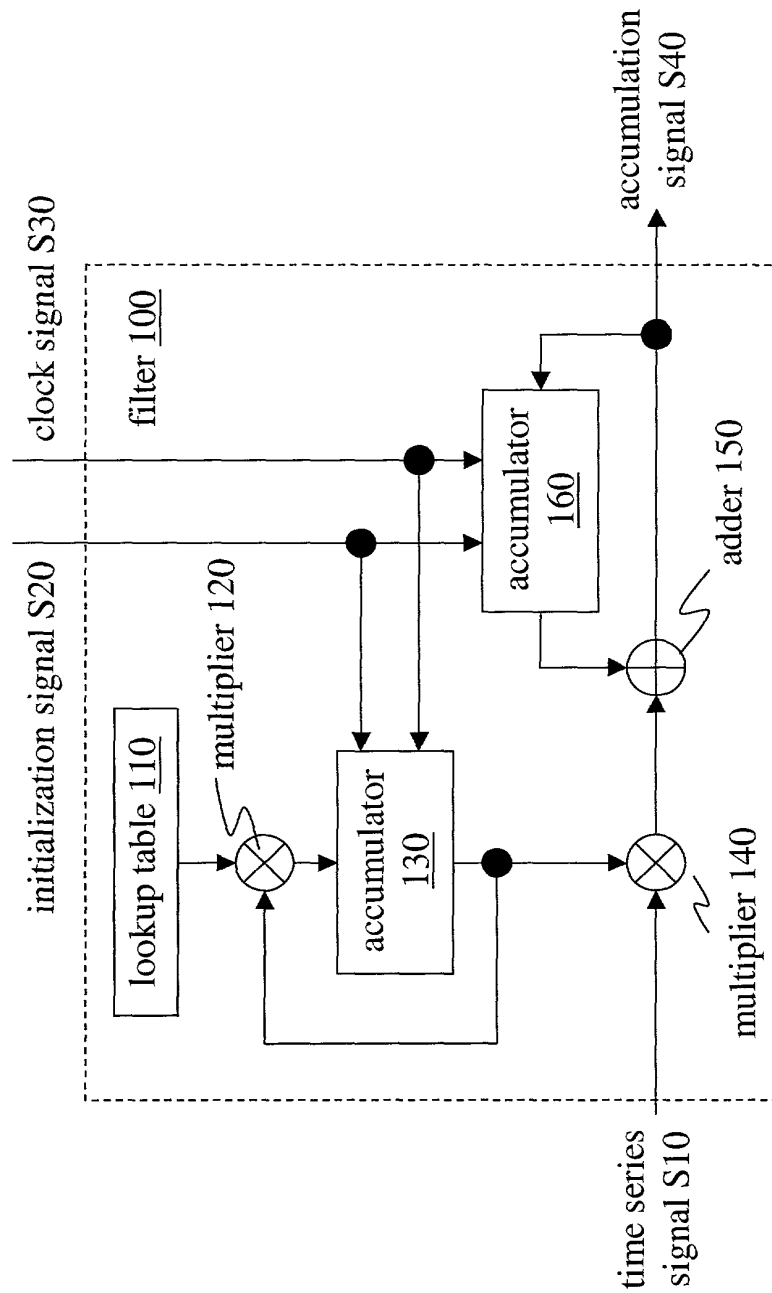 initialization signal S20
clock signal S30
filter 100
lookup table 110
multiplier 120
accumulator
130
accumulator
160
accumulation
signal S40
time series
signal S10
multiplier 140
adder 150